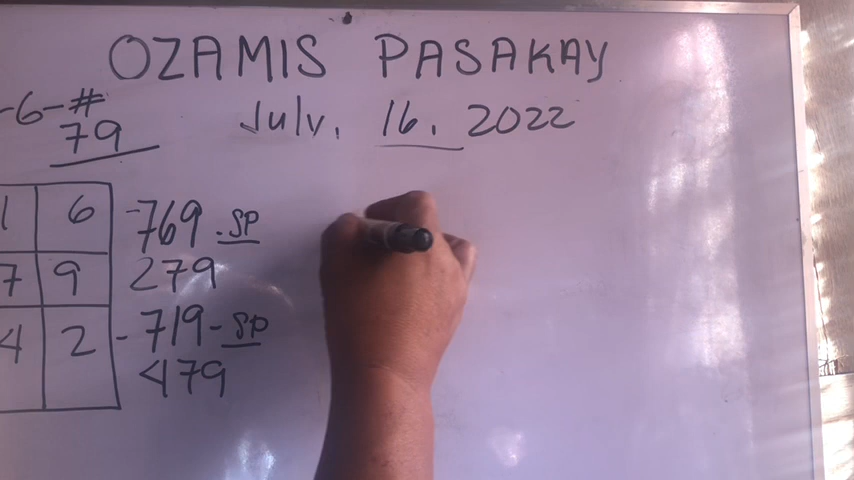 OZAMIS PASAKAY
July. 16. 2022
-6-#
79
1 6 -769.SP
7 9 279
4 2 -719-SP
479